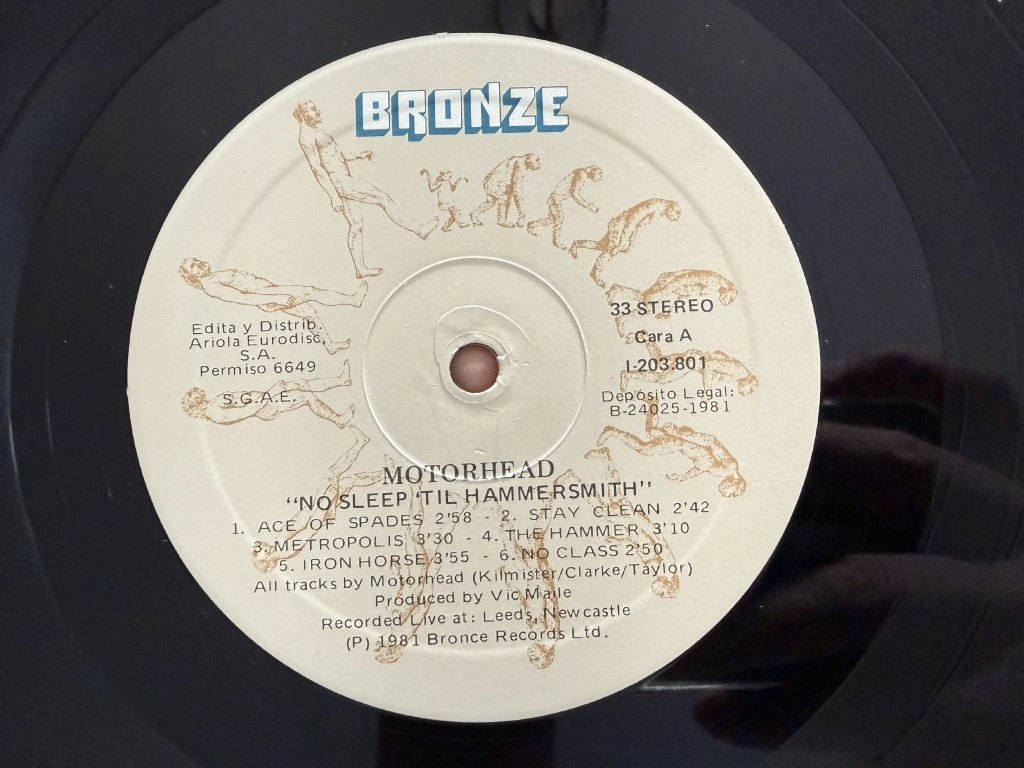 BRONZE
Edita y Distrib.
Ariola Eurodisc,
S.A.
Permiso 6649
S.G.A.E.
33 STEREO
Cara A
I-203.801
Depósito Legal:
B-24025-1981
MOTORHEAD
"NO SLEEP 'TIL HAMMERSMITH"
1. ACE OF SPADES 2'58 - 2. STAY CLEAN 2'42
3. METROPOLIS 3'30 - 4. THE HAMMER 3'10
5. IRON HORSE 3'55 - 6. NO CLASS 2'50
All tracks by Motorhead (Kilmister/Clarke/Taylor)
Produced by Vic Maile
Recorded Live at: Leeds, Newcastle
(P) 1981 Bronce Records Ltd.